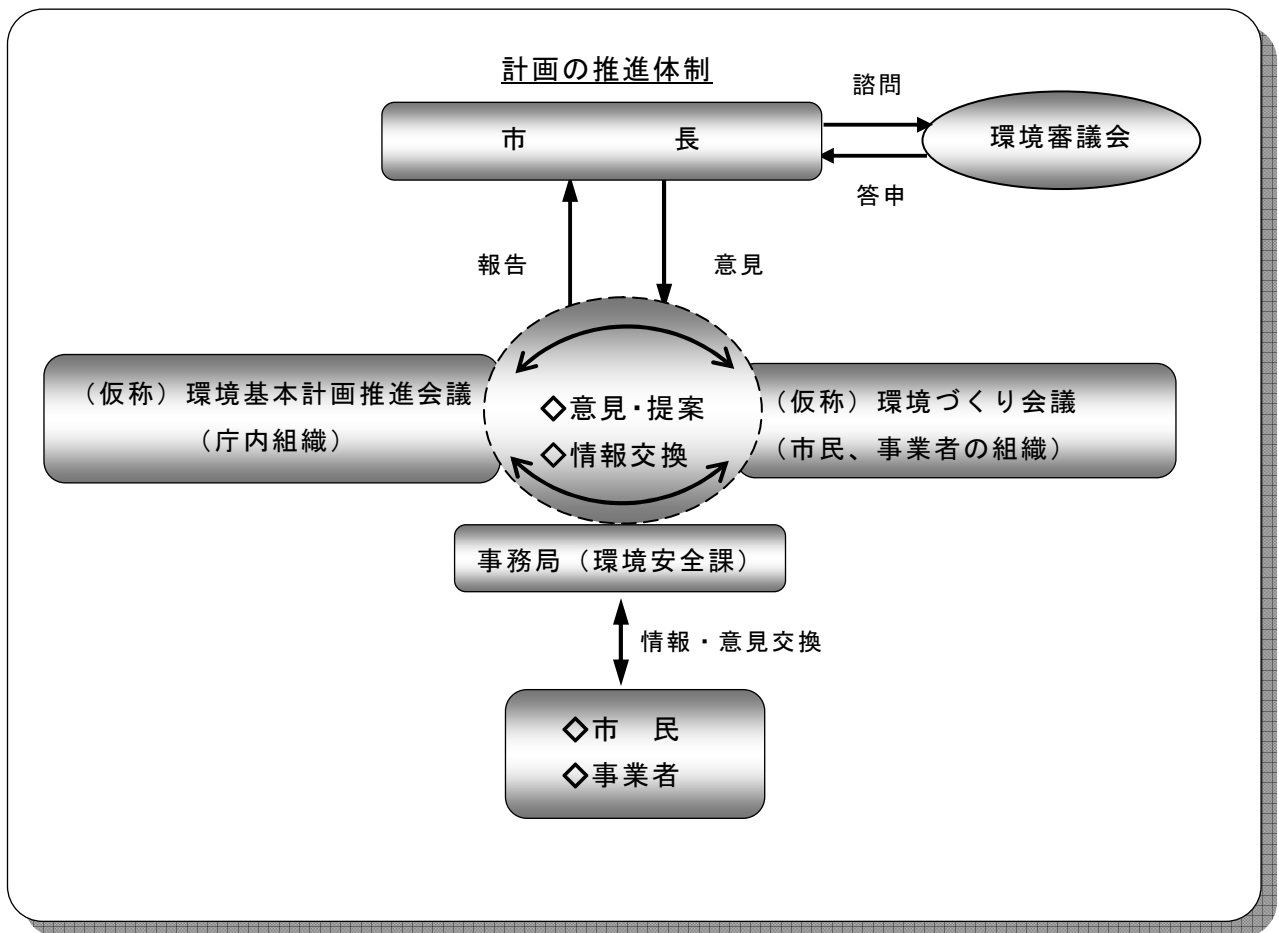 計画の推進体制
諮問
市　　　　　長
環境審議会
答申
報告
意見
（仮称）環境基本計画推進会議
（庁内組織）
◇意見・提案
◇情報交換
（仮称）環境づくり会議
（市民、事業者の組織）
事務局（環境安全課）
情報・意見交換
◇市　民
◇事業者